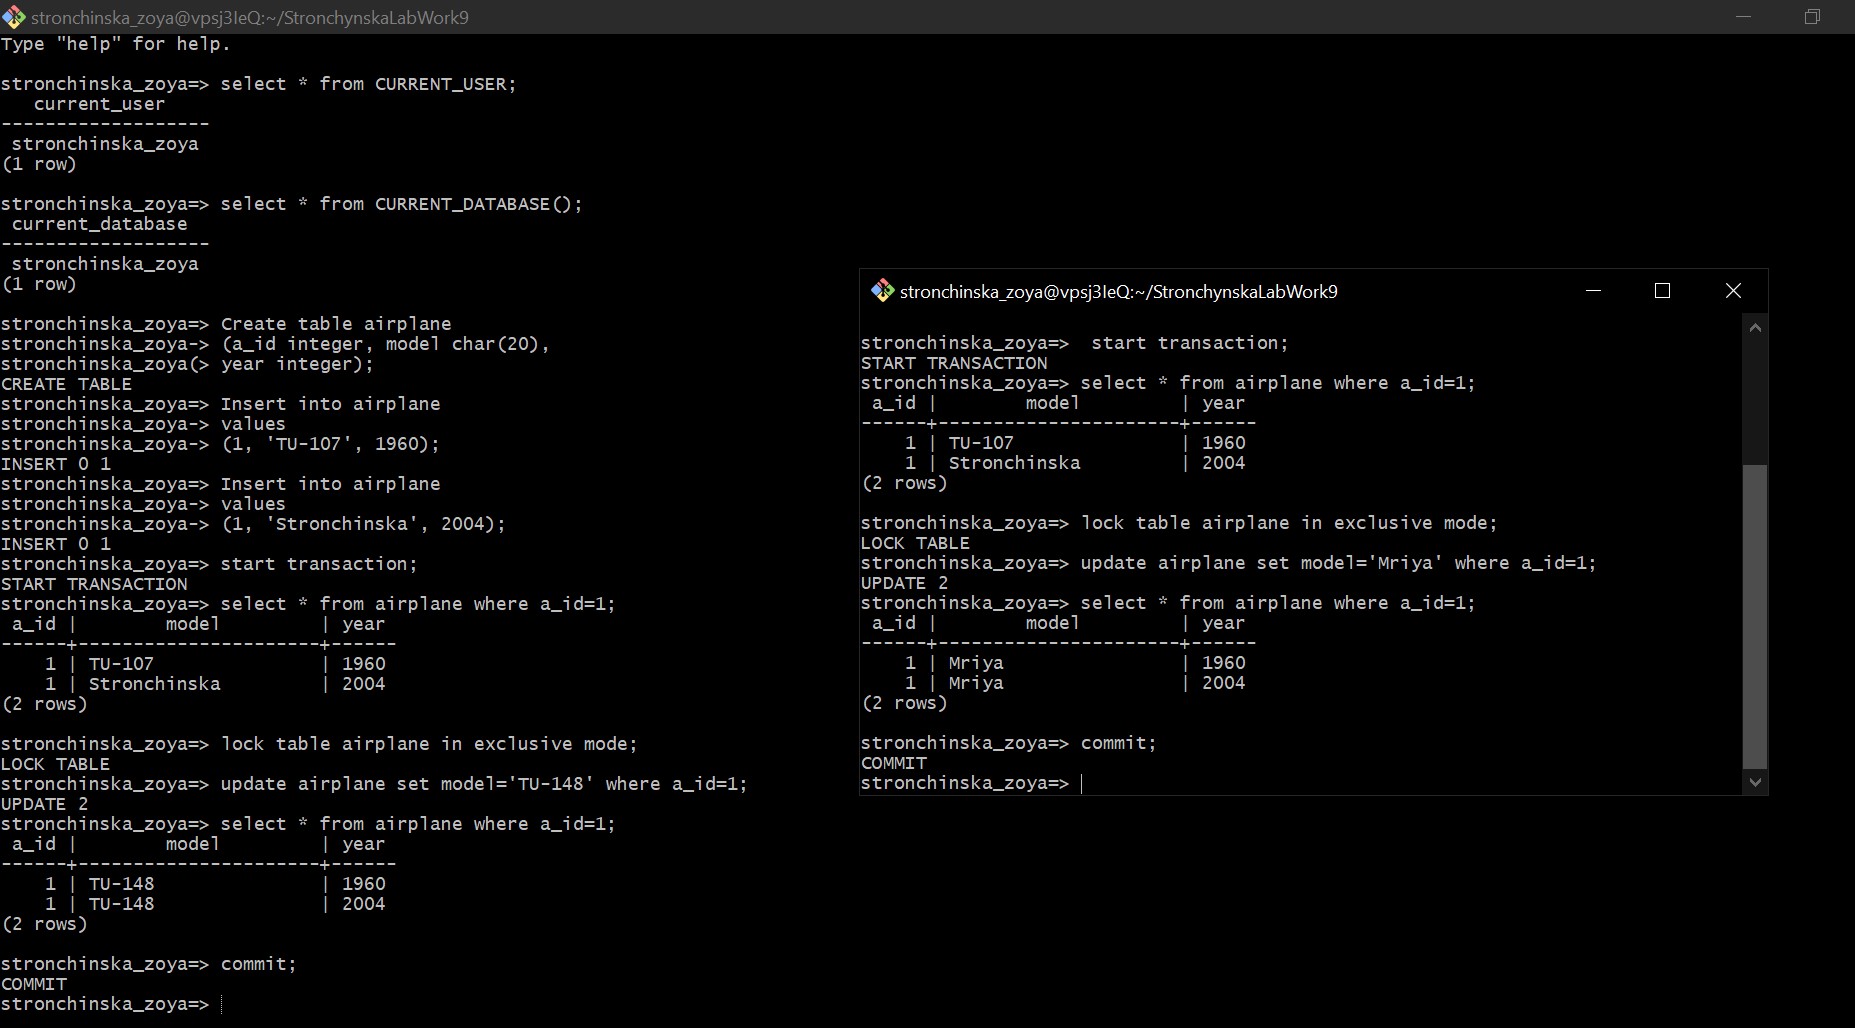 stronchinska_zoya@vpsj3IeQ:~/StronchynskaLabWork9
Type "help" for help.
stronchinska_zoya=> select * from CURRENT_USER;
current_user
-------------------
stronchinska_zoya
(1 row)
stronchinska_zoya=> select * from CURRENT_DATABASE();
current_database
-------------------
stronchinska_zoya
(1 row)
stronchinska_zoya=> Create table airplane
stronchinska_zoya-> (a_id integer, model char(20),
stronchinska_zoya(> year integer);
CREATE TABLE
stronchinska_zoya=> Insert into airplane
stronchinska_zoya-> values
stronchinska_zoya-> (1, 'TU-107', 1960);
INSERT 0 1
stronchinska_zoya=> Insert into airplane
stronchinska_zoya-> values
stronchinska_zoya-> (1, 'Stronchinska', 2004);
INSERT 0 1
stronchinska_zoya=> start transaction;
START TRANSACTION
stronchinska_zoya=> select * from airplane where a_id=1;
a_id |        model         | year
------+----------------------+------
1 | TU-107               | 1960
1 | Stronchinska         | 2004
(2 rows)
stronchinska_zoya=> lock table airplane in exclusive mode;
LOCK TABLE
stronchinska_zoya=> update airplane set model='TU-148' where a_id=1;
UPDATE 2
stronchinska_zoya=> select * from airplane where a_id=1;
a_id |        model         | year
------+----------------------+------
1 | TU-148               | 1960
1 | TU-148               | 2004
(2 rows)
stronchinska_zoya=> commit;
COMMIT
stronchinska_zoya=>
stronchinska_zoya@vpsj3IeQ:~/StronchynskaLabWork9
stronchinska_zoya=>  start transaction;
START TRANSACTION
stronchinska_zoya=> select * from airplane where a_id=1;
a_id |        model         | year
------+----------------------+------
1 | TU-107               | 1960
1 | Stronchinska         | 2004
(2 rows)
stronchinska_zoya=> lock table airplane in exclusive mode;
LOCK TABLE
stronchinska_zoya=> update airplane set model='Mriya' where a_id=1;
UPDATE 2
stronchinska_zoya=> select * from airplane where a_id=1;
a_id |        model         | year
------+----------------------+------
1 | Mriya                | 1960
1 | Mriya                | 2004
(2 rows)
stronchinska_zoya=> commit;
COMMIT
stronchinska_zoya=>